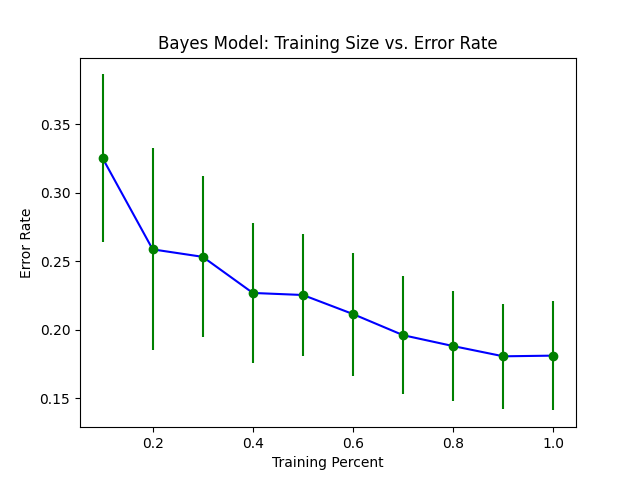 Bayes Model: Training Size vs. Error Rate
Error Rate
0.35
0.30
0.25
0.20
0.15
0.2 0.4 0.6 0.8 1.0
Training Percent